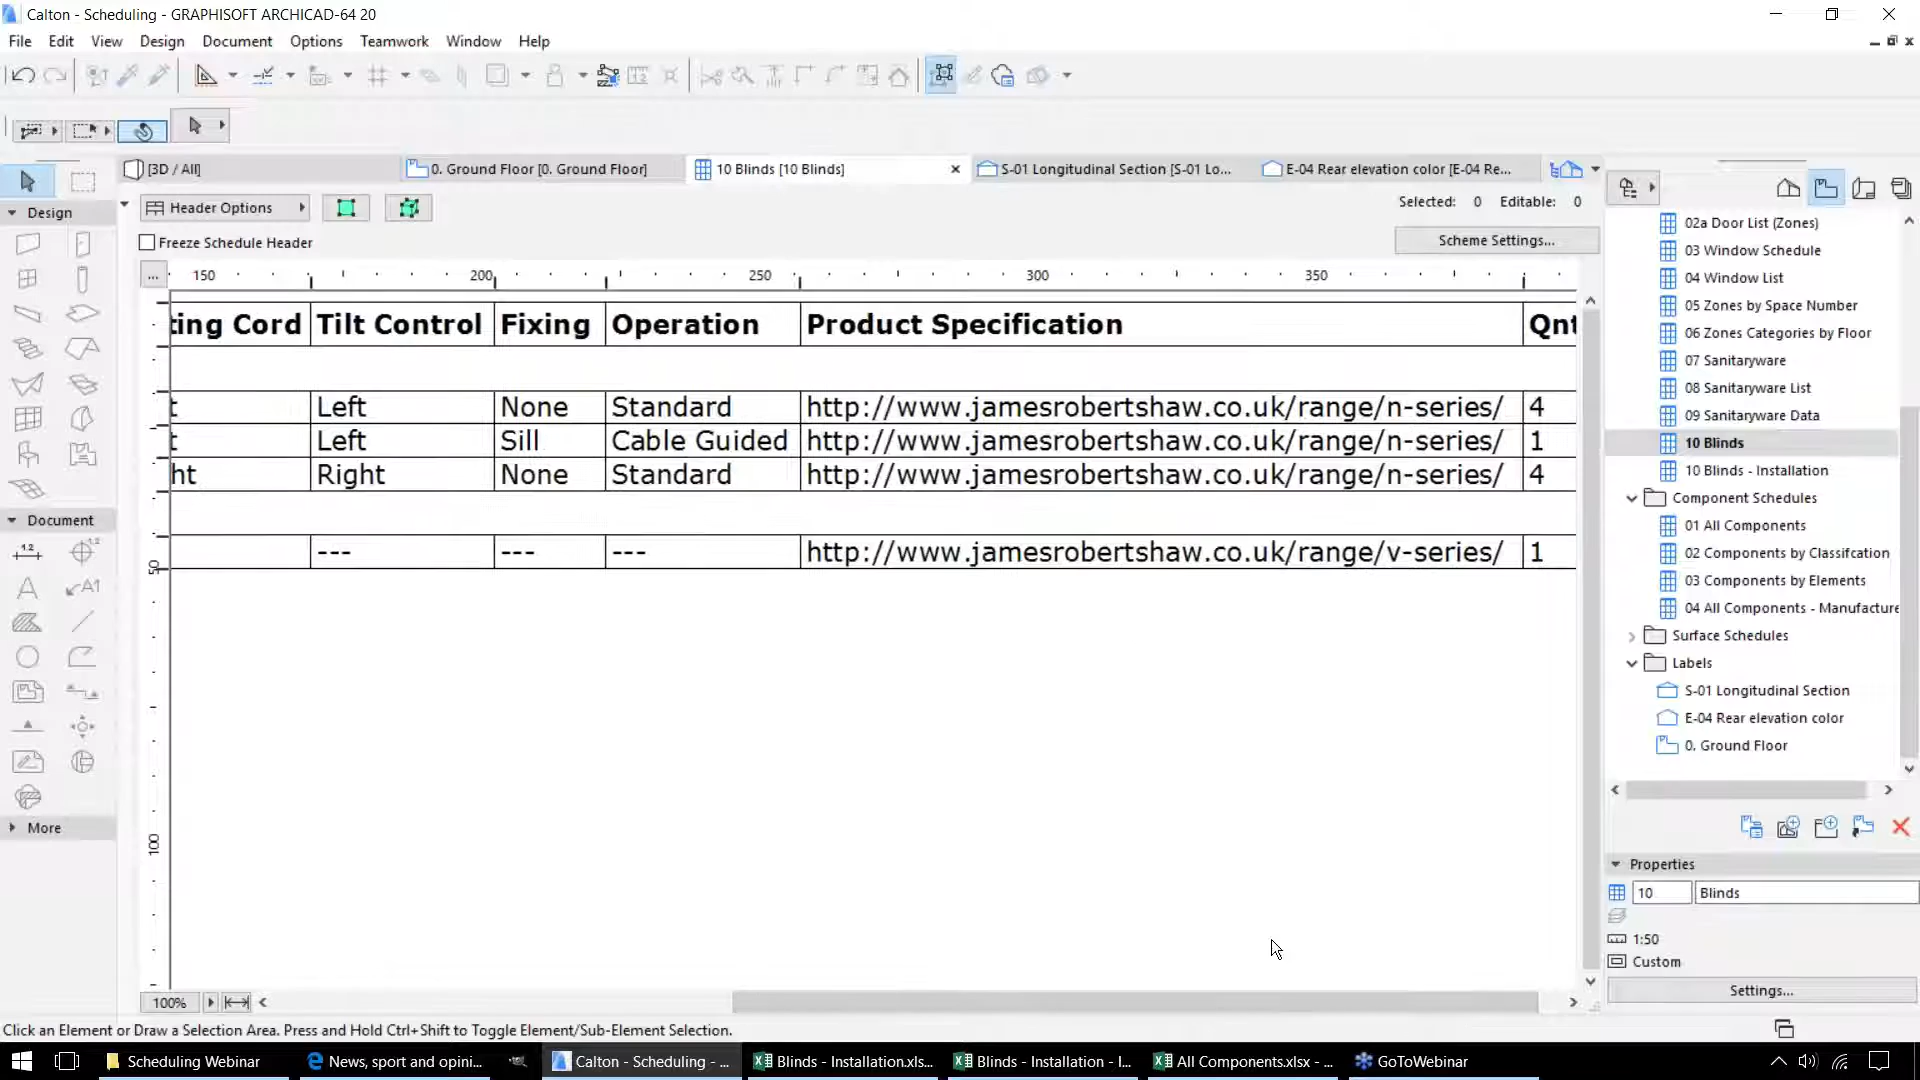 Calton - Scheduling - GRAPHISOFT ARCHICAD-64 20
File Edit View Design Document Options Teamwork Window Help
[3D / All]
0. Ground Floor [0. Ground Floor]
10 Blinds [10 Blinds]
S-01 Longitudinal Section [S-01 Lo...
E-04 Rear elevation color [E-04 Re...
Header Options
Selected: 0 Editable: 0
Freeze Schedule Header
Scheme Settings...
... 150 200 250 300 350
ting Cord Tilt Control Fixing Operation Product Specification Qnt
t Left None Standard http://www.jamesrobertshaw.co.uk/range/n-series/ 4
t Left Sill Cable Guided http://www.jamesrobertshaw.co.uk/range/n-series/ 1
ht Right None Standard http://www.jamesrobertshaw.co.uk/range/n-series/ 4
--- --- --- http://www.jamesrobertshaw.co.uk/range/v-series/ 1
50
100
Design
Document
1.2
A
A1
More
02a Door List (Zones)
03 Window Schedule
04 Window List
05 Zones by Space Number
06 Zones Categories by Floor
07 Sanitaryware
08 Sanitaryware List
09 Sanitaryware Data
10 Blinds
10 Blinds - Installation
Component Schedules
01 All Components
02 Components by Classifcation
03 Components by Elements
04 All Components - Manufacture
Surface Schedules
Labels
S-01 Longitudinal Section
E-04 Rear elevation color
0. Ground Floor
Properties
10 Blinds
1:50
Custom
Settings...
100%
Click an Element or Draw a Selection Area. Press and Hold Ctrl+Shift to Toggle Element/Sub-Element Selection.
Scheduling Webinar
News, sport and opini...
Calton - Scheduling - ...
Blinds - Installation.xls...
Blinds - Installation - I...
All Components.xlsx - ...
GoToWebinar